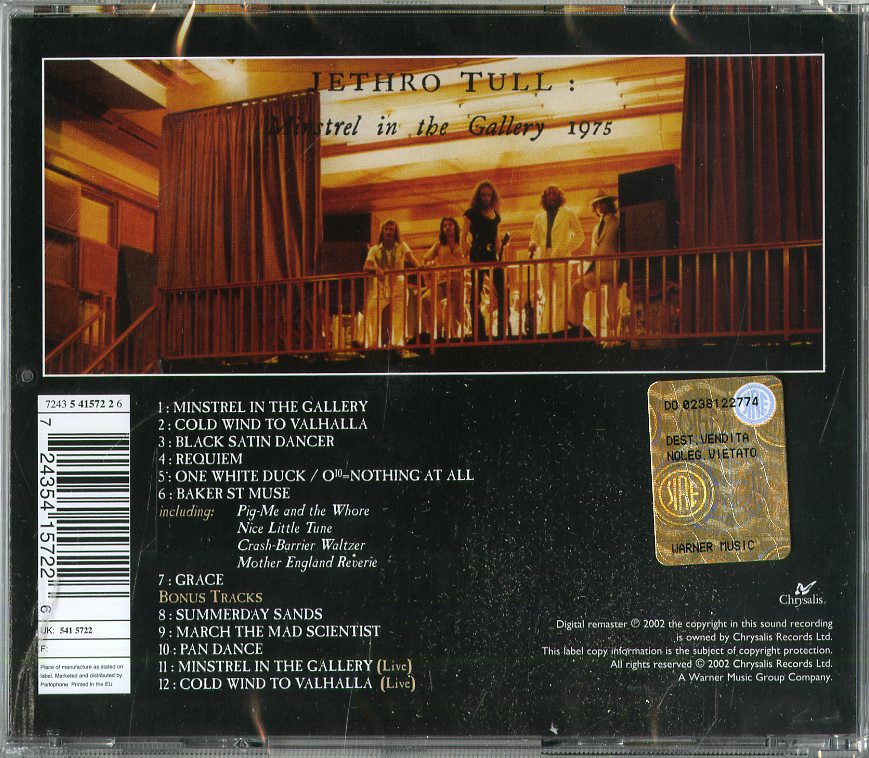 JETHRO TULL :
Minstrel in the Gallery 1975
7243 5 41572 2 6
7 24354 15722 6
UK: 541 5722
F:
Place of manufacture as stated on
label. Marketed and distributed by
Parlophone. Printed in the EU
1 : MINSTREL IN THE GALLERY
2 : COLD WIND TO VALHALLA
3 : BLACK SATIN DANCER
4 : REQUIEM
5 : ONE WHITE DUCK / O¹⁰=NOTHING AT ALL
6 : BAKER ST MUSE
including: Pig-Me and the Whore
Nice Little Tune
Crash-Barrier Waltzer
Mother England Reverie
7 : GRACE
BONUS TRACKS
8 : SUMMERDAY SANDS
9 : MARCH THE MAD SCIENTIST
10 : PAN DANCE
11 : MINSTREL IN THE GALLERY (Live)
12 : COLD WIND TO VALHALLA (Live)
DO 0238122774
SIAE
DEST.VENDITA
NOLEG.VIETATO
SIAE
WARNER MUSIC
Chrysalis.
Digital remaster ℗ 2002 the copyright in this sound recording
is owned by Chrysalis Records Ltd.
This label copy information is the subject of copyright protection.
All rights reserved © 2002 Chrysalis Records Ltd.
A Warner Music Group Company.